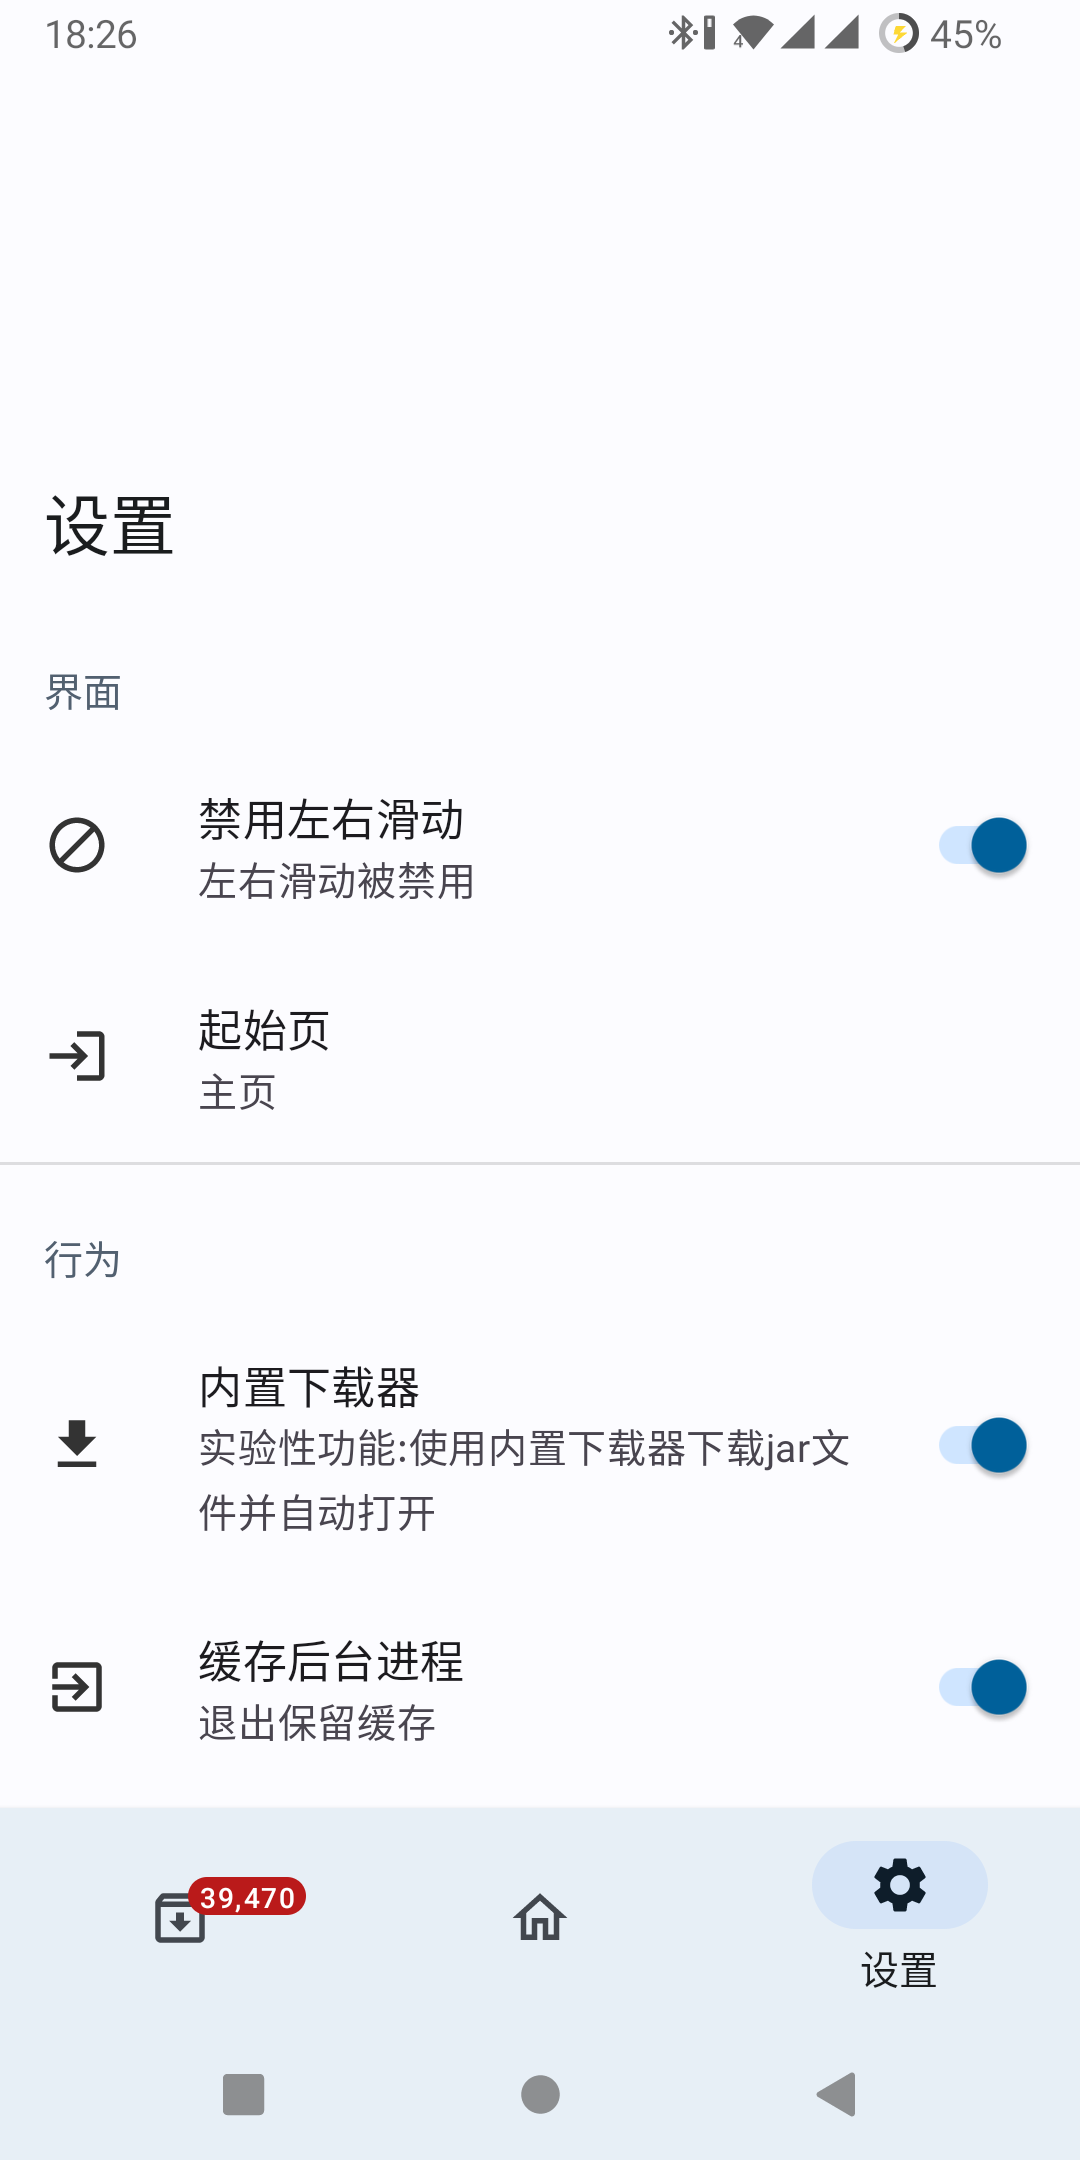 18:26
4
45%
设置
界面
禁用左右滑动
左右滑动被禁用
起始页
主页
行为
内置下载器
实验性功能:使用内置下载器下载jar文
件并自动打开
缓存后台进程
退出保留缓存
39,470
设置